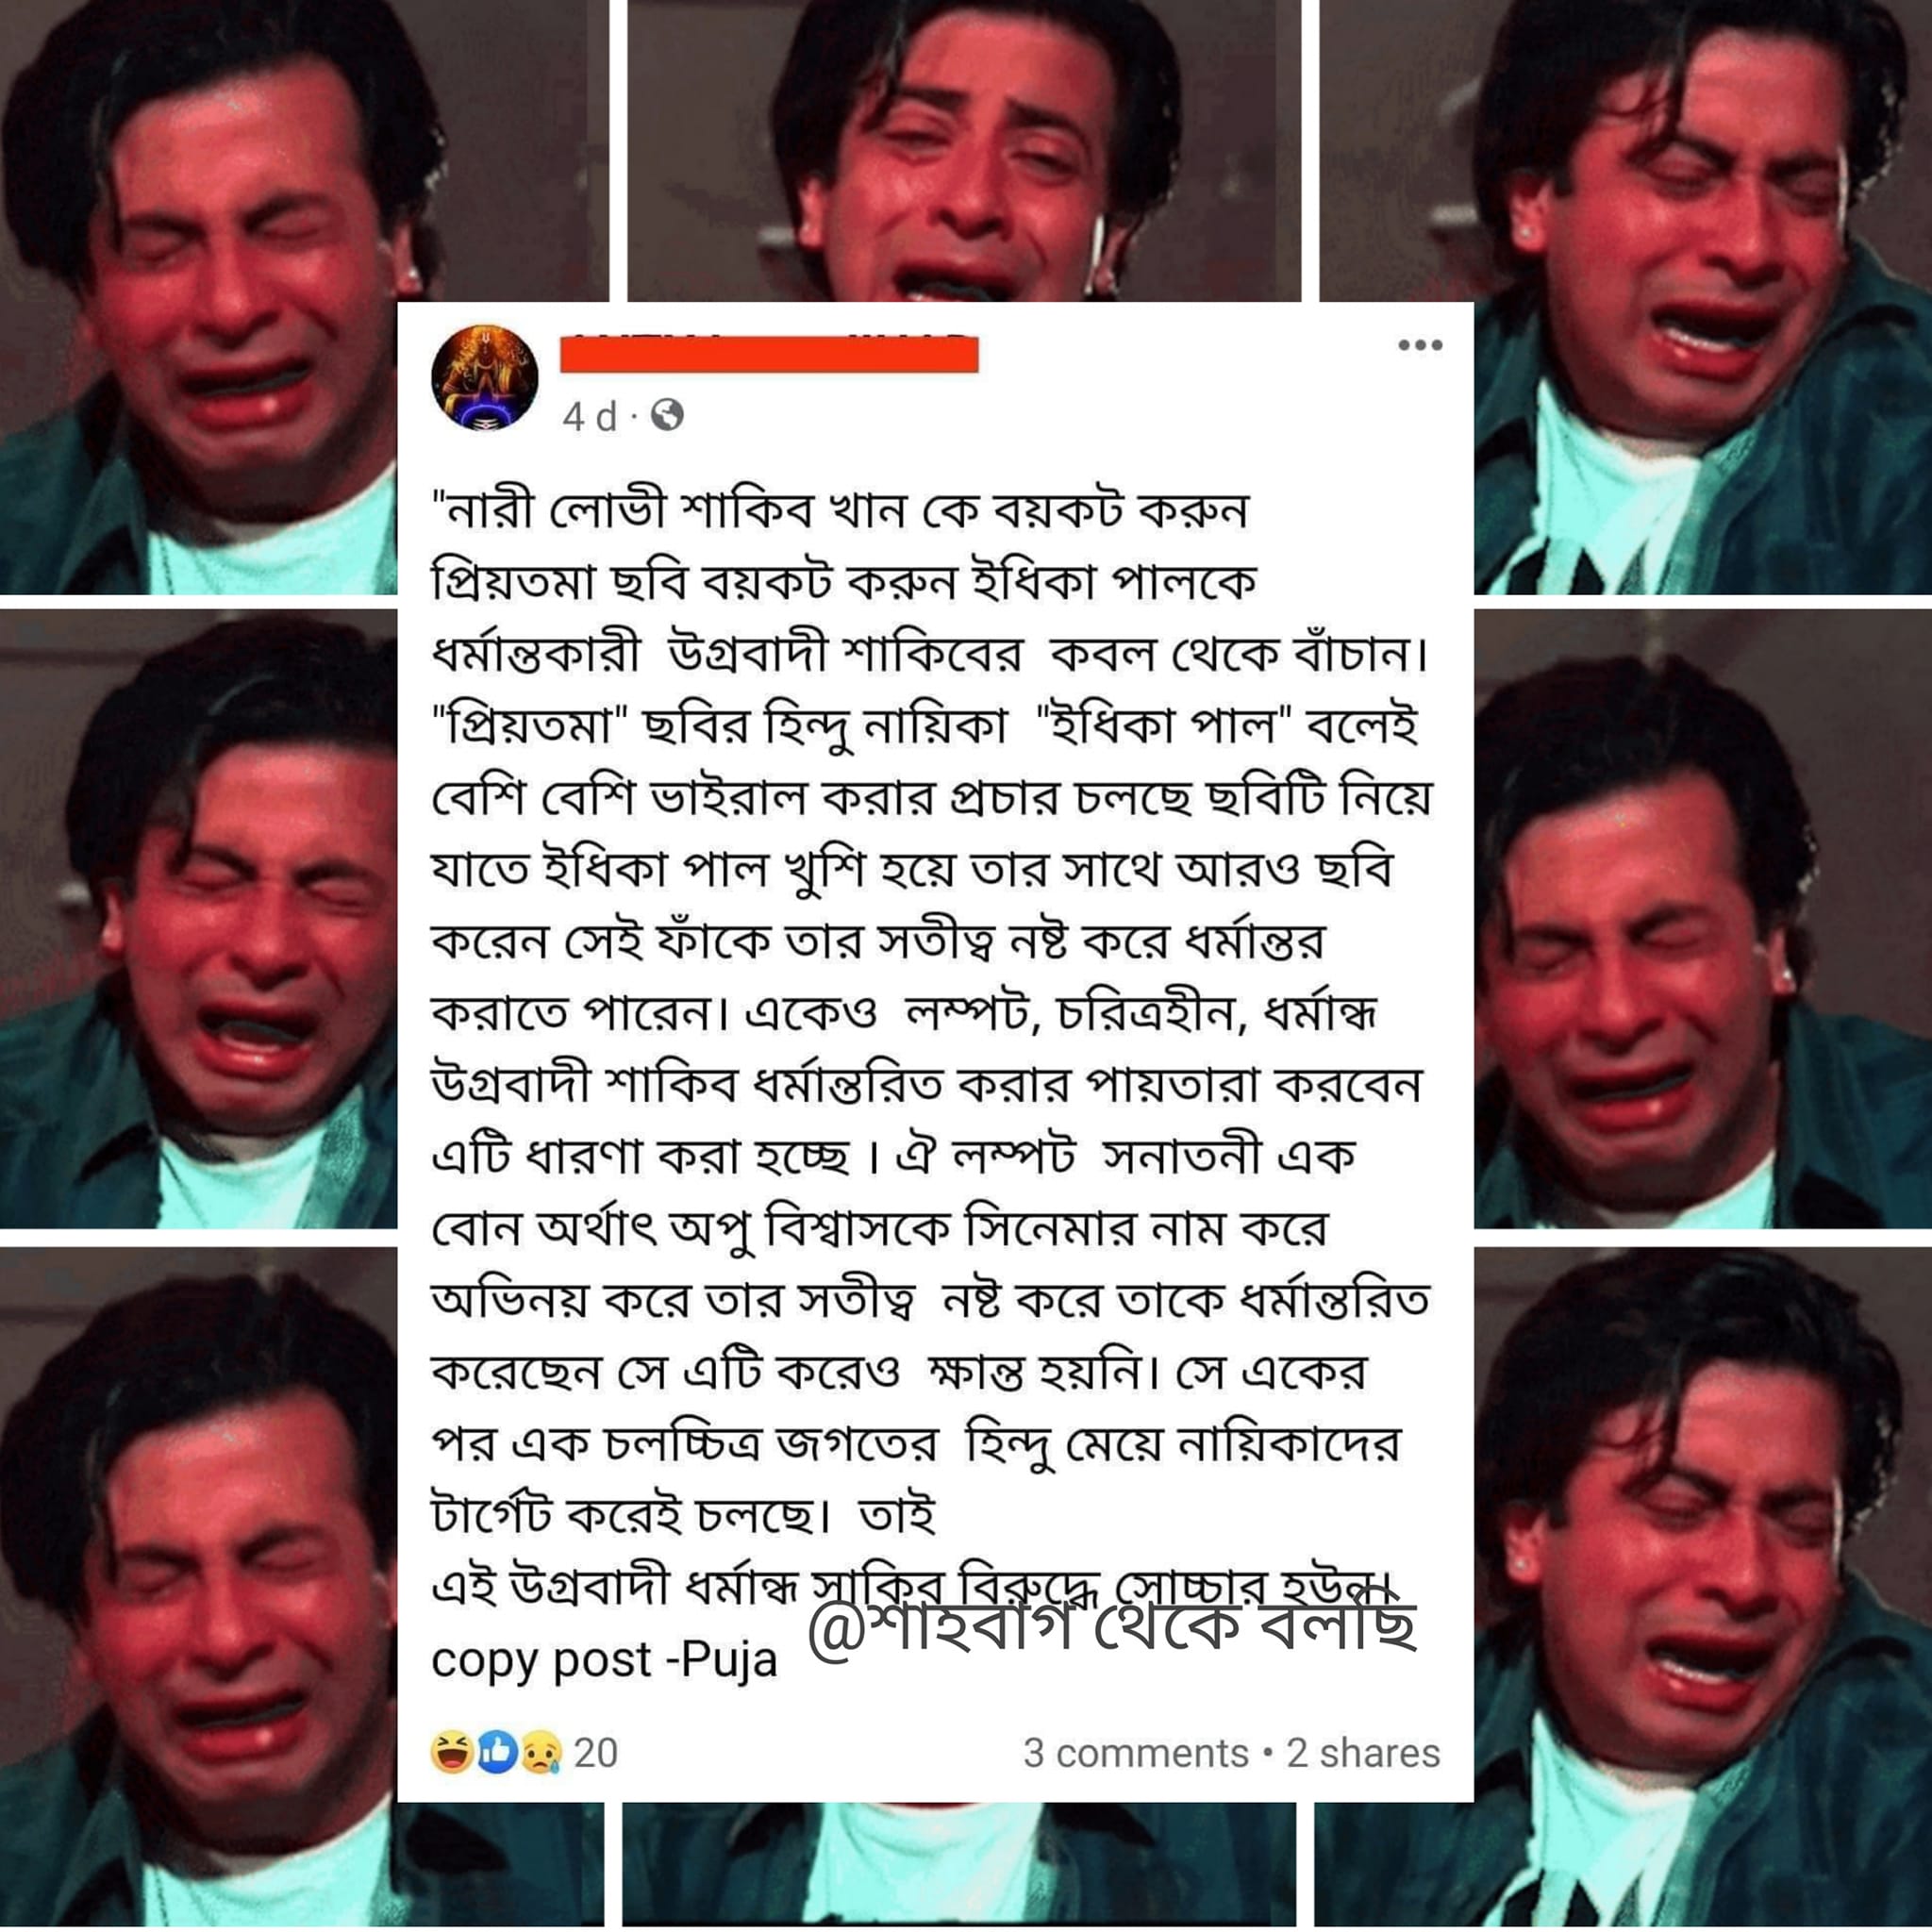 4 d ·
"নারী লোভী শাকিব খান কে বয়কট করুন
প্রিয়তমা ছবি বয়কট করুন ইধিকা পালকে
ধর্মান্তকারী উগ্রবাদী শাকিবের কবল থেকে বাঁচান।
"প্রিয়তমা" ছবির হিন্দু নায়িকা "ইধিকা পাল" বলেই
বেশি বেশি ভাইরাল করার প্রচার চলছে ছবিটি নিয়ে
যাতে ইধিকা পাল খুশি হয়ে তার সাথে আরও ছবি
করেন সেই ফাঁকে তার সতীত্ব নষ্ট করে ধর্মান্তর
করাতে পারেন। একেও লম্পট, চরিত্রহীন, ধর্মান্ধ
উগ্রবাদী শাকিব ধর্মান্তরিত করার পায়তারা করবেন
এটি ধারণা করা হচ্ছে । ঐ লম্পট সনাতনী এক
বোন অর্থাৎ অপু বিশ্বাসকে সিনেমার নাম করে
অভিনয় করে তার সতীত্ব নষ্ট করে তাকে ধর্মান্তরিত
করেছেন সে এটি করেও ক্ষান্ত হয়নি। সে একের
পর এক চলচ্চিত্র জগতের হিন্দু মেয়ে নায়িকাদের
টার্গেট করেই চলছে। তাই
এই উগ্রবাদী ধর্মান্ধ সাকিব বিরুদ্ধে সোচ্চার হউন।
@শাহবাগ থেকে বলছি
copy post -Puja
20 3 comments • 2 shares